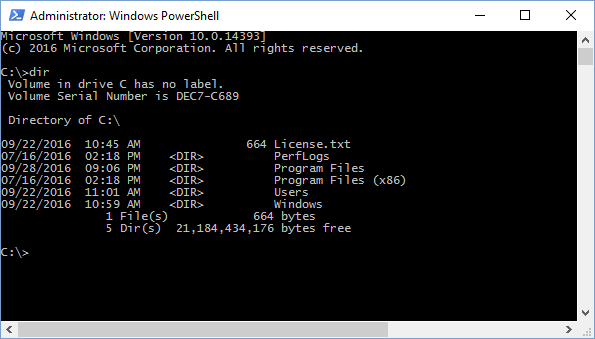 Administrator: Windows PowerShell
Microsoft Windows [Version 10.0.14393]
(c) 2016 Microsoft Corporation. All rights reserved.
C:\>dir
Volume in drive C has no label.
Volume Serial Number is DEC7-C689
Directory of C:\
09/22/2016  10:45 AM               664 License.txt
07/16/2016  02:18 PM    <DIR>          PerfLogs
09/28/2016  09:06 PM    <DIR>          Program Files
07/16/2016  02:18 PM    <DIR>          Program Files (x86)
09/22/2016  11:01 AM    <DIR>          Users
09/22/2016  10:59 AM    <DIR>          Windows
1 File(s)            664 bytes
5 Dir(s)  21,184,434,176 bytes free
C:\>